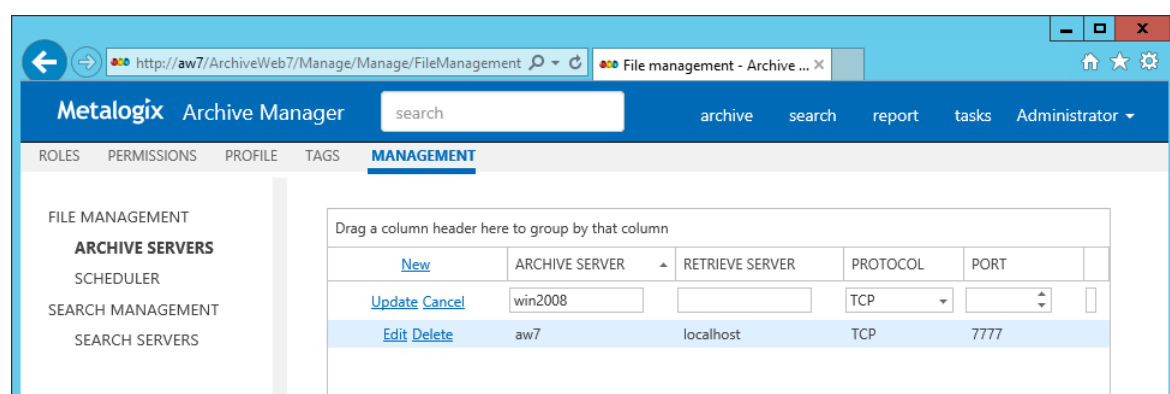 http://aw7/ArchiveWeb7/Manage/Manage/FileManagement
File management - Archive ...
Metalogix Archive Manager
search
archive search report tasks Administrator
ROLES PERMISSIONS PROFILE TAGS MANAGEMENT
FILE MANAGEMENT
ARCHIVE SERVERS
SCHEDULER
SEARCH MANAGEMENT
SEARCH SERVERS
Drag a column header here to group by that column
New ARCHIVE SERVER RETRIEVE SERVER PROTOCOL PORT
Update Cancel win2008 TCP
Edit Delete aw7 localhost TCP 7777